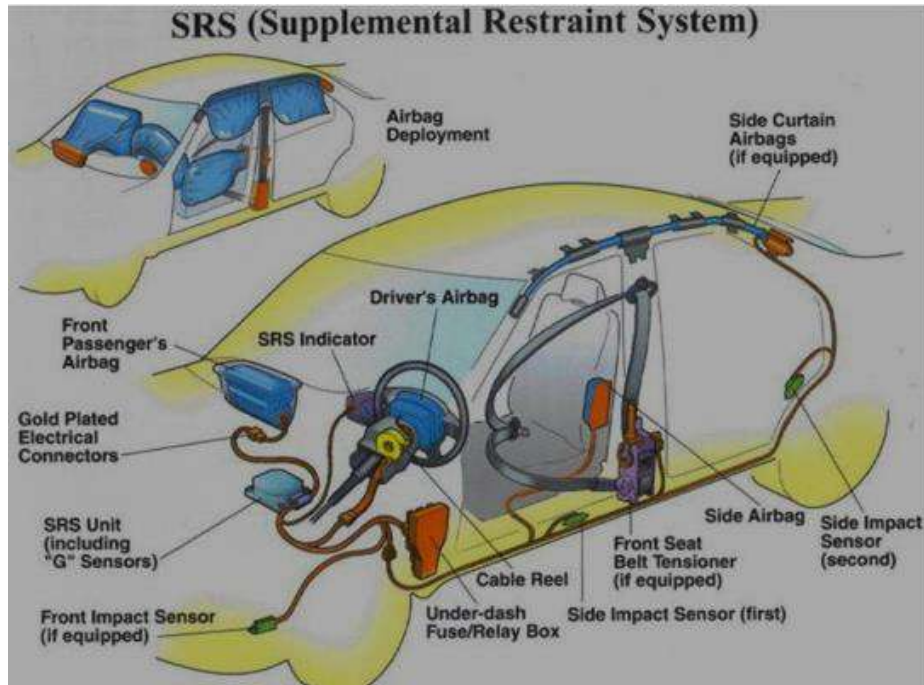 SRS (Supplemental Restraint System)
Airbag
Deployment
Side Curtain
Airbags
(if equipped)
Driver's Airbag
Front
Passenger's
Airbag
SRS Indicator
Gold Plated
Electrical
Connectors
SRS Unit
(including
"G" Sensors)
Side Airbag
Side Impact
Sensor
(second)
Front Seat
Belt Tensioner
(if equipped)
Cable Reel
Front Impact Sensor
(if equipped)
Under-dash
Fuse/Relay Box
Side Impact Sensor (first)